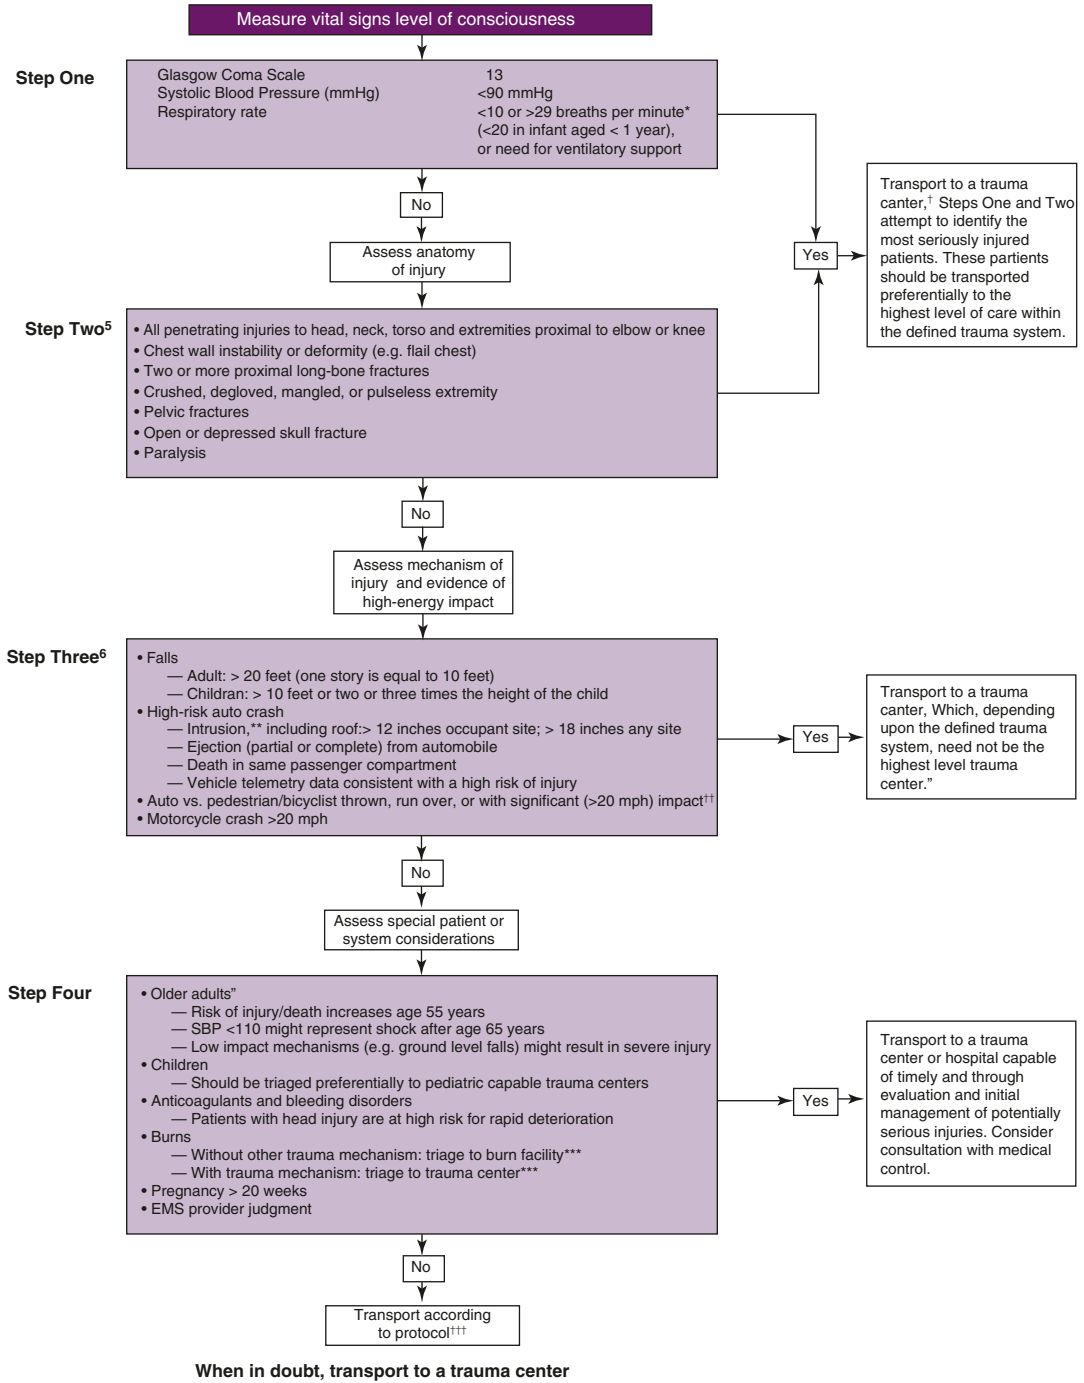 Measure vital signs level of consciousness
Step One
Glasgow Coma Scale 13
Systolic Blood Pressure (mmHg) <90 mmHg
Respiratory rate <10 or >29 breaths per minute*
(<20 in infant aged < 1 year),
or need for ventilatory support
No
Assess anatomy
of injury
Yes
Transport to a trauma
canter,† Steps One and Two
attempt to identify the
most seriously injured
patients. These partients
should be transported
preferentially to the
highest level of care within
the defined trauma system.
Step Two⁵
• All penetrating injuries to head, neck, torso and extremities proximal to elbow or knee
• Chest wall instability or deformity (e.g. flail chest)
• Two or more proximal long-bone fractures
• Crushed, degloved, mangled, or pulseless extremity
• Pelvic fractures
• Open or depressed skull fracture
• Paralysis
No
Assess mechanism of
injury and evidence of
high-energy impact
Step Three⁶
• Falls
— Adult: > 20 feet (one story is equal to 10 feet)
— Children: > 10 feet or two or three times the height of the child
• High-risk auto crash
— Intrusion,** including roof:> 12 inches occupant site; > 18 inches any site
— Ejection (partial or complete) from automobile
— Death in same passenger compartment
— Vehicle telemetry data consistent with a high risk of injury
• Auto vs. pedestrian/bicyclist thrown, run over, or with significant (>20 mph) impact††
• Motorcycle crash >20 mph
Yes
Transport to a trauma
canter, Which, depending
upon the defined trauma
system, need not be the
highest level trauma
center.”
No
Assess special patient or
system considerations
Step Four
• Older adults”
— Risk of injury/death increases age 55 years
— SBP <110 might represent shock after age 65 years
— Low impact mechanisms (e.g. ground level falls) might result in severe injury
• Children
— Should be triaged preferentially to pediatric capable trauma centers
• Anticoagulants and bleeding disorders
— Patients with head injury are at high risk for rapid deterioration
• Burns
— Without other trauma mechanism: triage to burn facility***
— With trauma mechanism: triage to trauma center***
• Pregnancy > 20 weeks
• EMS provider judgment
Yes
Transport to a trauma
center or hospital capable
of timely and through
evaluation and initial
management of potentially
serious injuries. Consider
consultation with medical
control.
No
Transport according
to protocol†††
When in doubt, transport to a trauma center